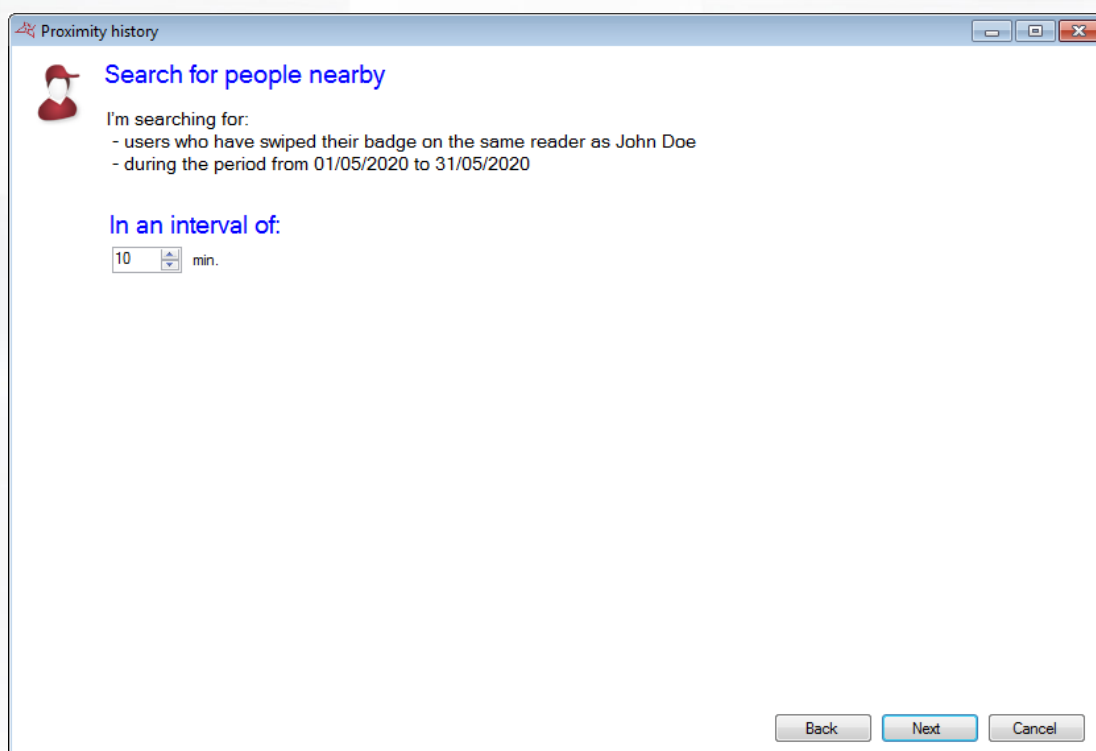 Proximity history
Search for people nearby
I'm searching for:
- users who have swiped their badge on the same reader as John Doe
- during the period from 01/05/2020 to 31/05/2020
In an interval of:
10 min.
Back Next Cancel